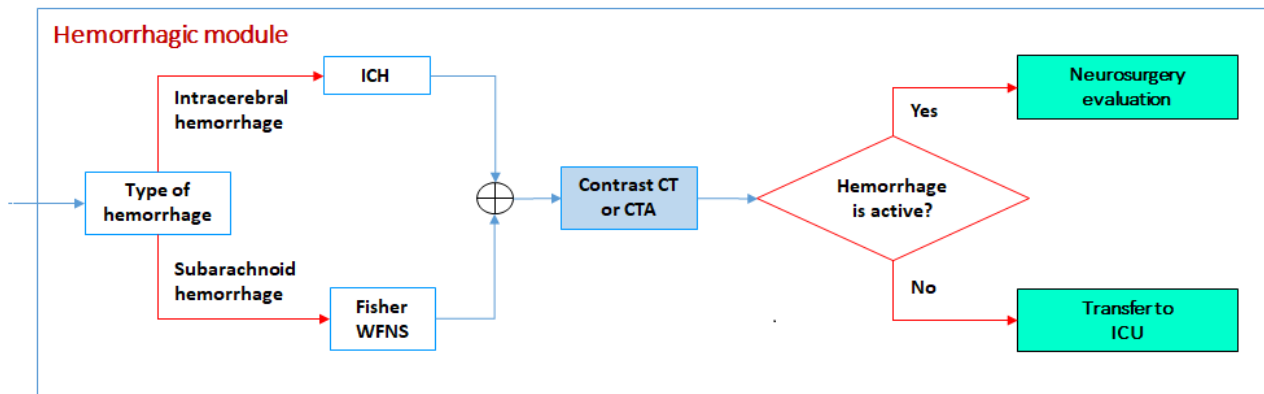 Hemorrhagic module
ICH
Intracerebral
hemorrhage
Type of
hemorrhage
Subarachnoid
hemorrhage
Fisher
WFNS
Contrast CT
or CTA
Hemorrhage
is active?
Yes
Neurosurgery
evaluation
No
Transfer to
ICU